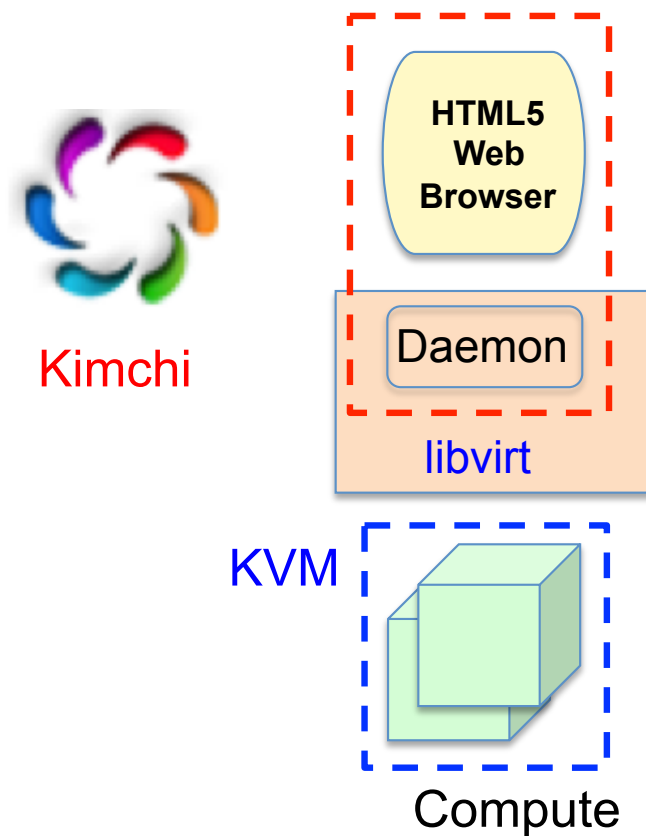 HTML5
Web
Browser
Daemon
Kimchi
libvirt
KVM
Compute